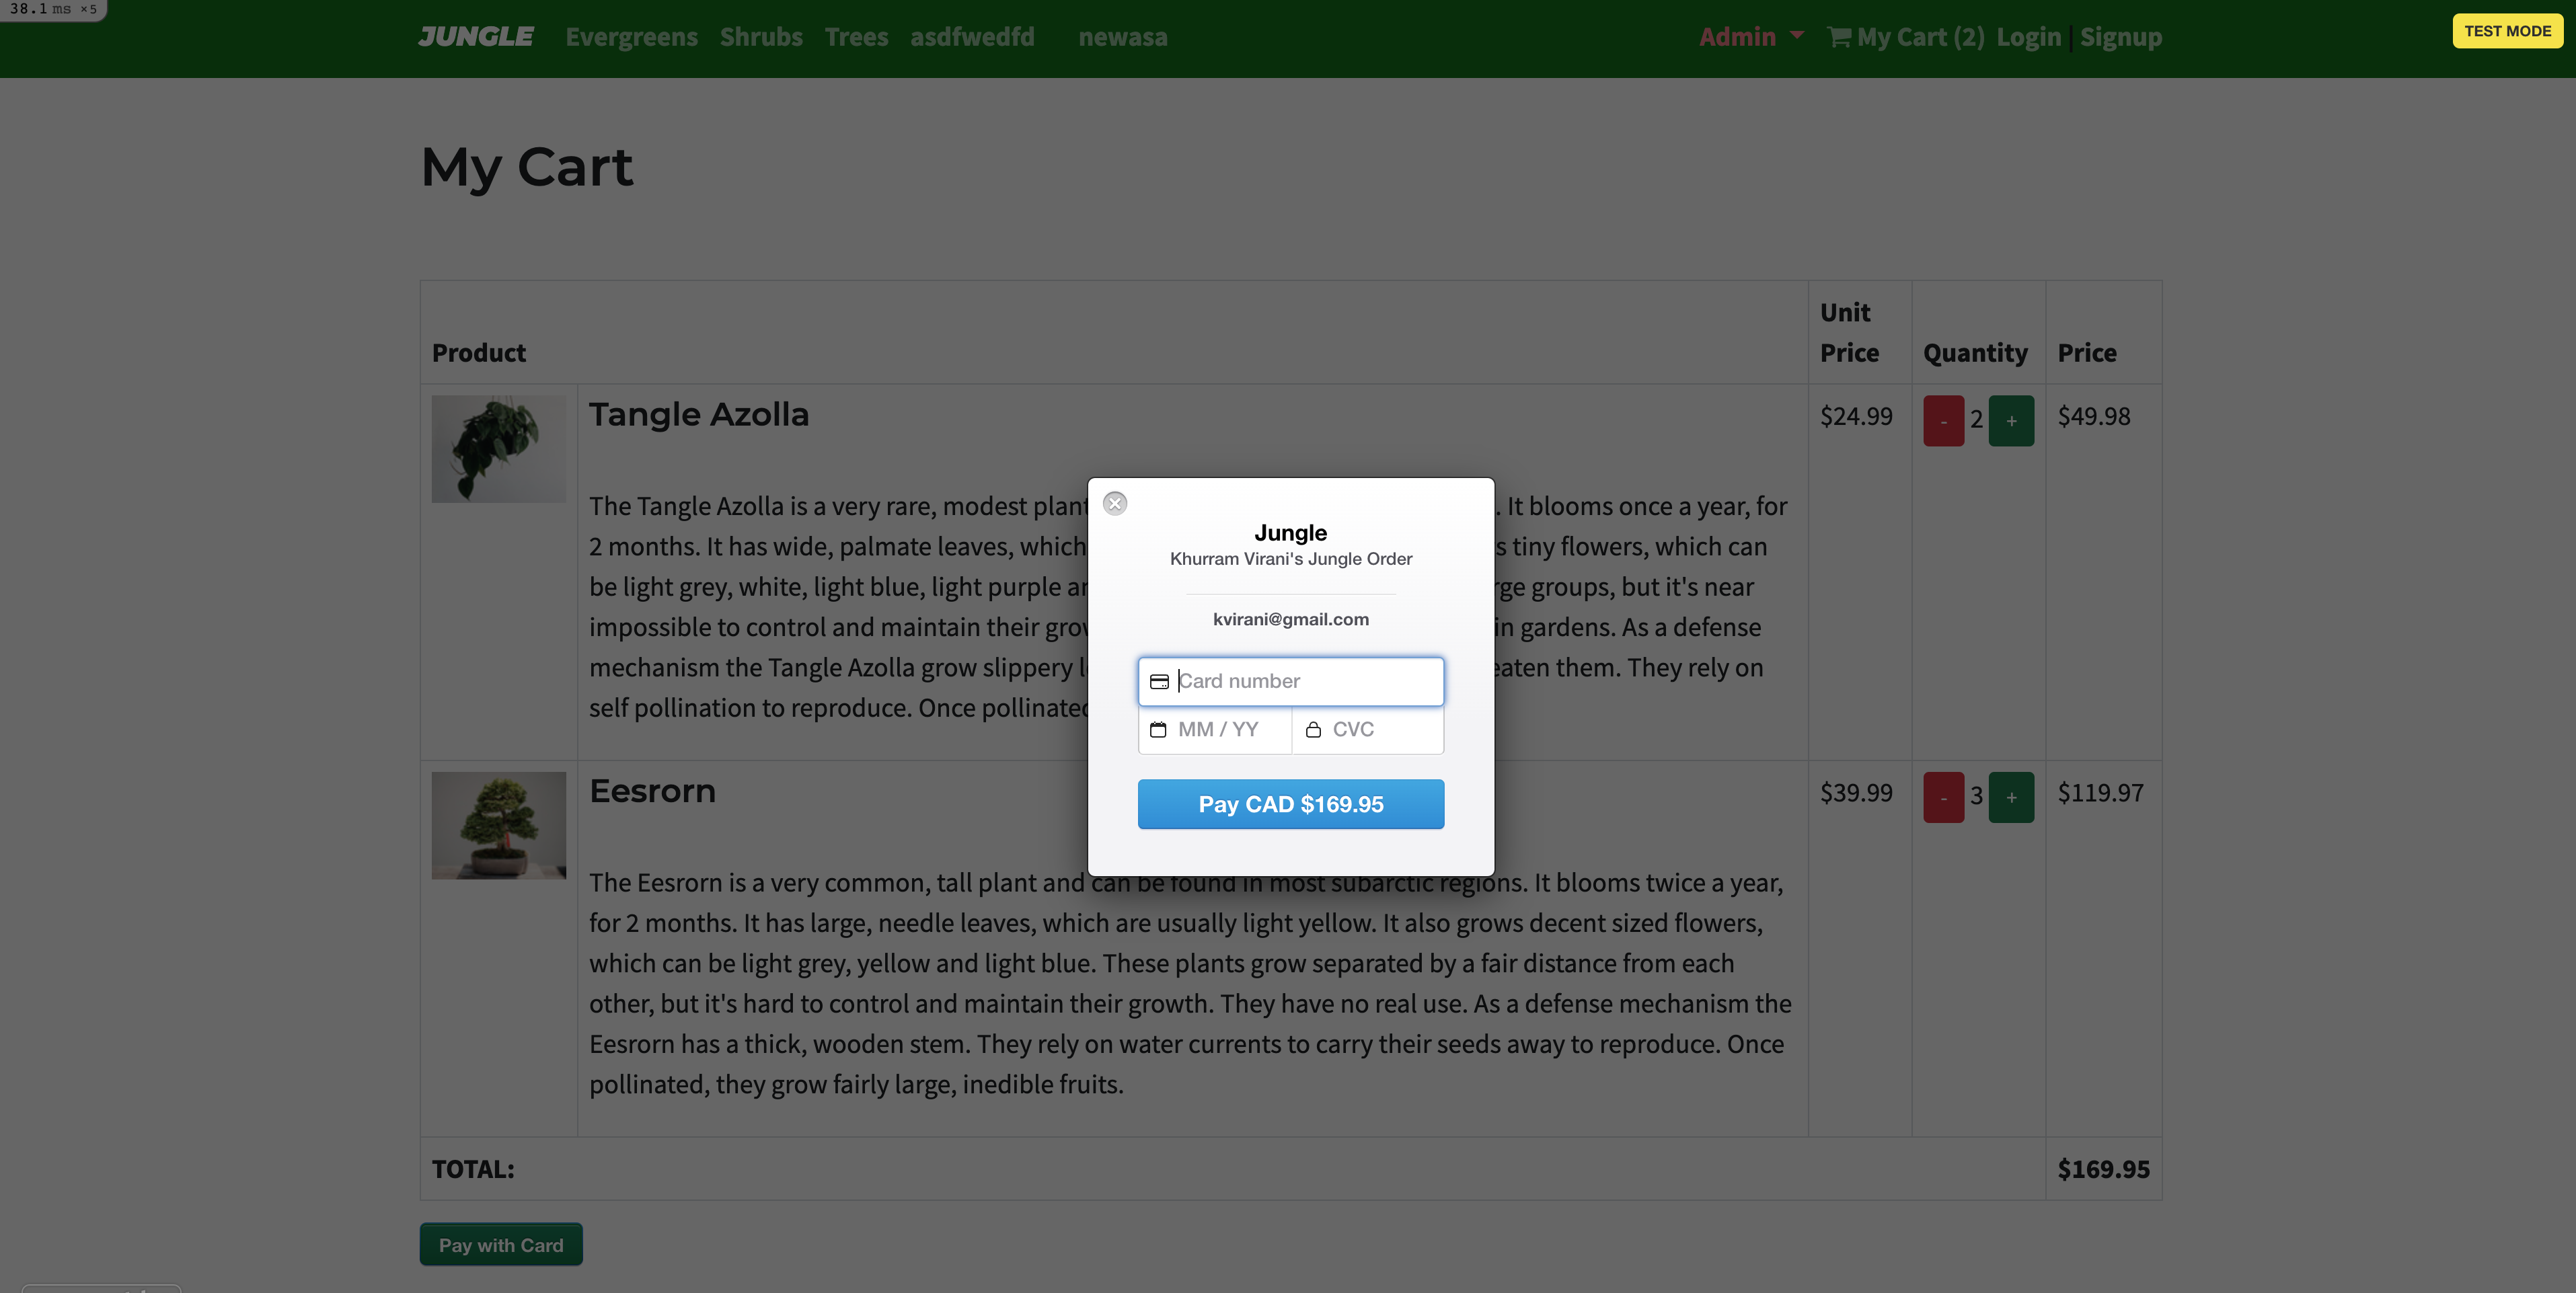 38.1 ms ×5
JUNGLE Evergreens Shrubs Trees asdfwedfd newasa Admin My Cart (2) Login | Signup
TEST MODE
My Cart
Product Unit Price Quantity Price
Tangle Azolla $24.99 - 2 + $49.98
The Tangle Azolla is a very rare, modest plant . It blooms once a year, for
2 months. It has wide, palmate leaves, which s tiny flowers, which can
be light grey, white, light blue, light purple rge groups, but it's near
impossible to control and maintain their in gardens. As a defense
mechanism the Tangle Azolla grow slippery eaten them. They rely on
self pollination to reproduce. Once pollinated
Jungle
Khurram Virani's Jungle Order
kvirani@gmail.com
Card number
MM / YY CVC
Pay CAD $169.95
Eesrorn $39.99 - 3 + $119.97
The Eesrorn is a very common, tall plant and can be found in most subarctic regions. It blooms twice a year,
for 2 months. It has large, needle leaves, which are usually light yellow. It also grows decent sized flowers,
which can be light grey, yellow and light blue. These plants grow separated by a fair distance from each
other, but it's hard to control and maintain their growth. They have no real use. As a defense mechanism the
Eesrorn has a thick, wooden stem. They rely on water currents to carry their seeds away to reproduce. Once
pollinated, they grow fairly large, inedible fruits.
TOTAL: $169.95
Pay with Card